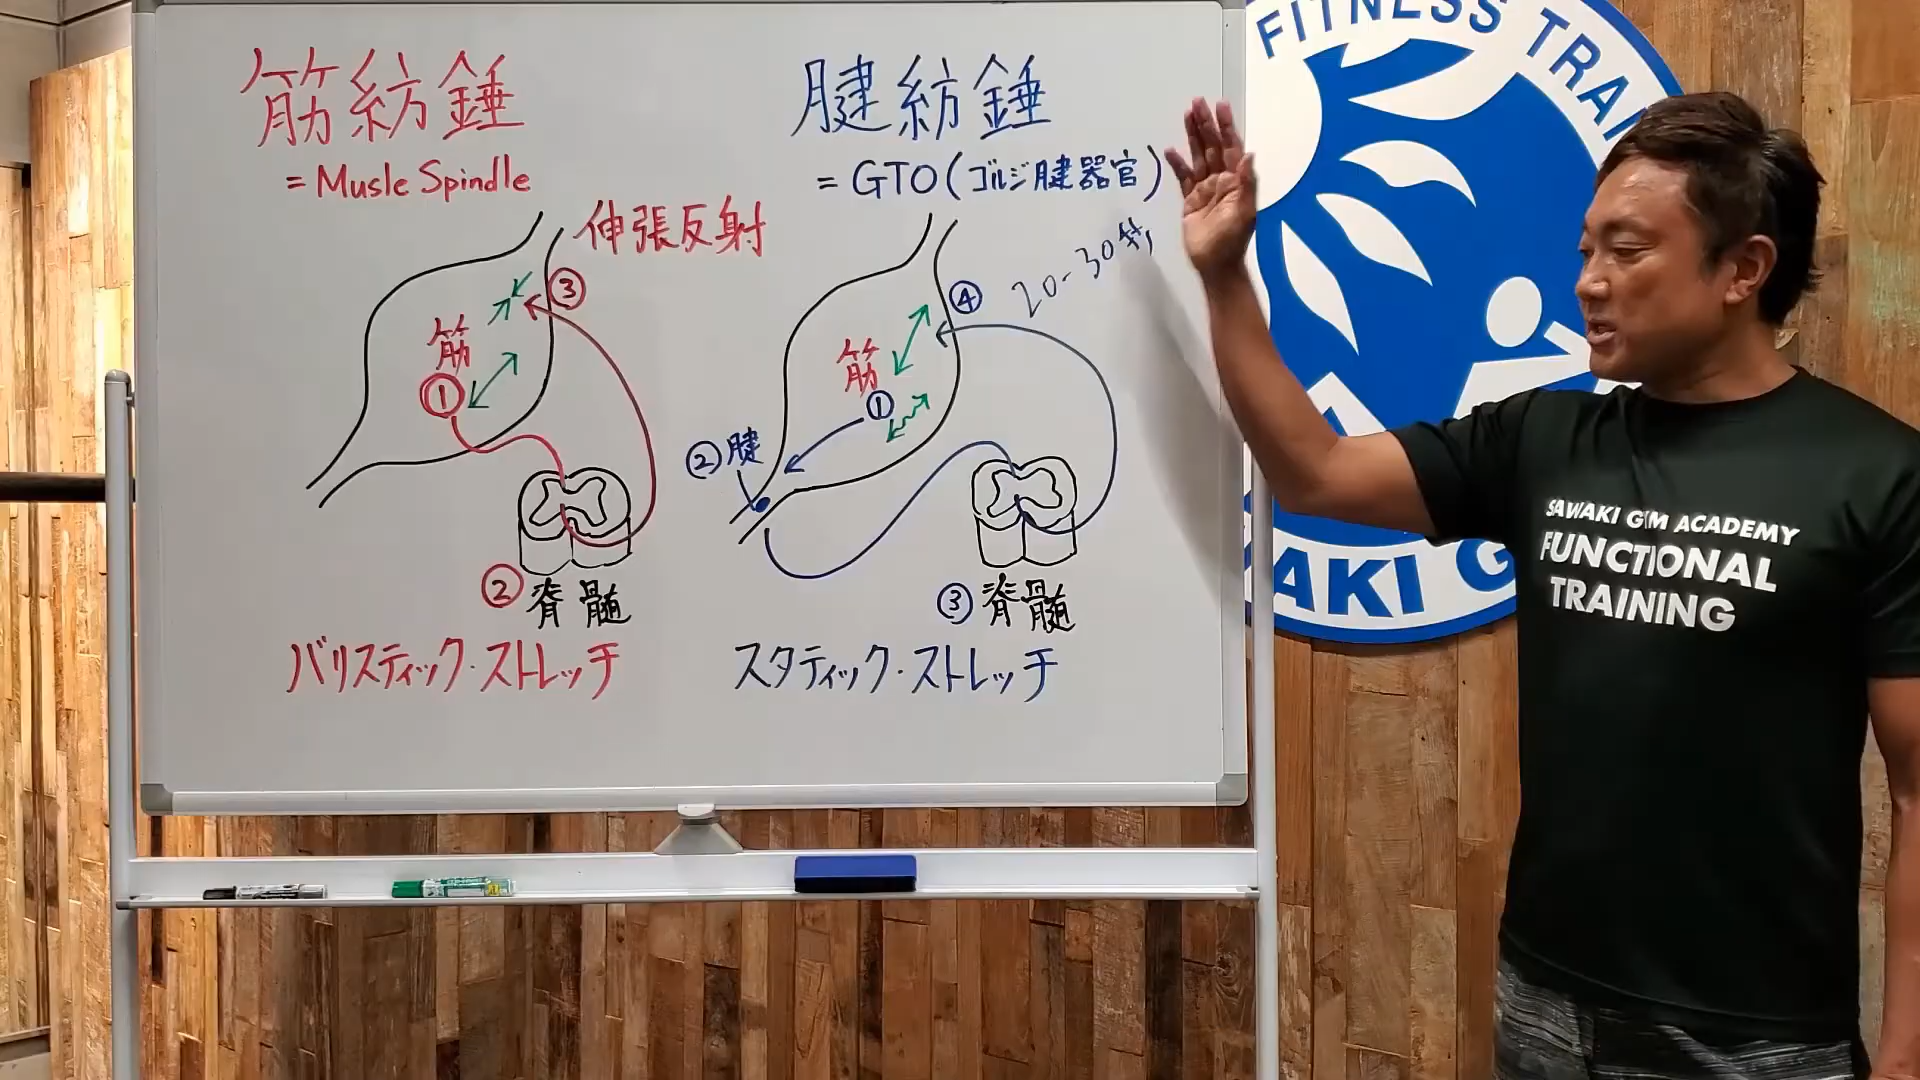 筋紡錘
= Musle Spindle
伸張反射
③
筋
①
② 脊髄
バリスティック・ストレッチ
腱紡錘
= GTO (ゴルジ腱器官)
20-30秒
④
筋
①
② 腱
③ 脊髄
スタティック・ストレッチ
FITNESS TRAI
AKI G
SAWAKI GYM ACADEMY
FUNCTIONAL
TRAINING